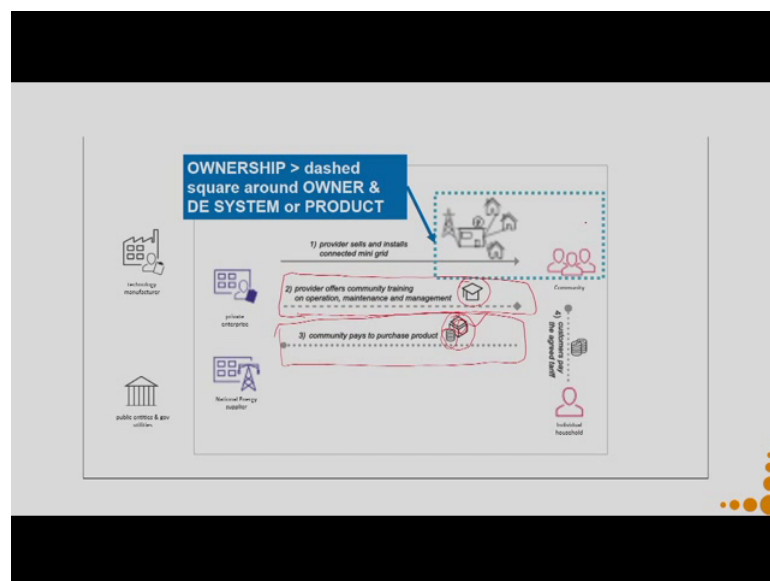 OWNERSHIP > dashed
square around OWNER &
DE SYSTEM or PRODUCT
1) provider sells and installs
connected mini grid
technology
manufacturer
Community
2) provider offers community training
on operation, maintenance and management
private
enterprise
3) community pays to purchase product
4) customers pay
the agreed tariff
National Energy
supplier
public entities & gov
utilities
Individual
household